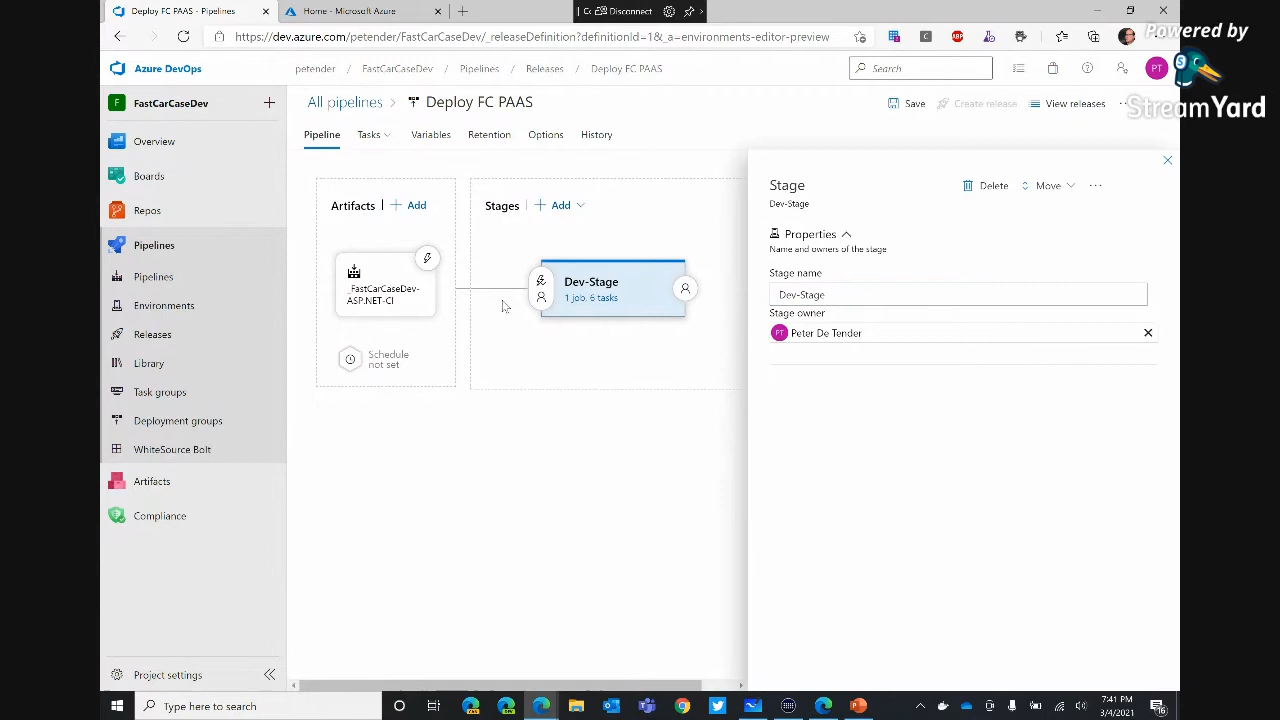 Deploy FC PAAS - Pipelines
Home - Microsoft Azure
Disconnect
https://dev.azure.com/petender/FastCarCaseDev/_releaseDefinition?definitionId=1&_a=environments-editor-preview
ABP
Powered by
StreamYard
Azure DevOps
petender
FastCarCaseDev
Pipelines
Releases
Deploy FC PAAS
Search
PT
F
FastCarCaseDev
All pipelines
Deploy FC PAAS
Save
Create release
View releases
Pipeline
Tasks
Variables
Retention
Options
History
Overview
Boards
Repos
Pipelines
Pipelines
Environments
Releases
Library
Task groups
Deployment groups
WhiteSource Bolt
Artifacts
Compliance
Project settings
Artifacts
Add
_FastCarCaseDev-
ASP.NET-CI
Schedule
not set
Stages
Add
Dev-Stage
1 job, 6 tasks
Stage
Delete
Move
Dev-Stage
Properties
Name and owners of the stage
Stage name
Dev-Stage
Stage owner
PT Peter De Tender
Type here to search
7:41 PM
3/4/2021